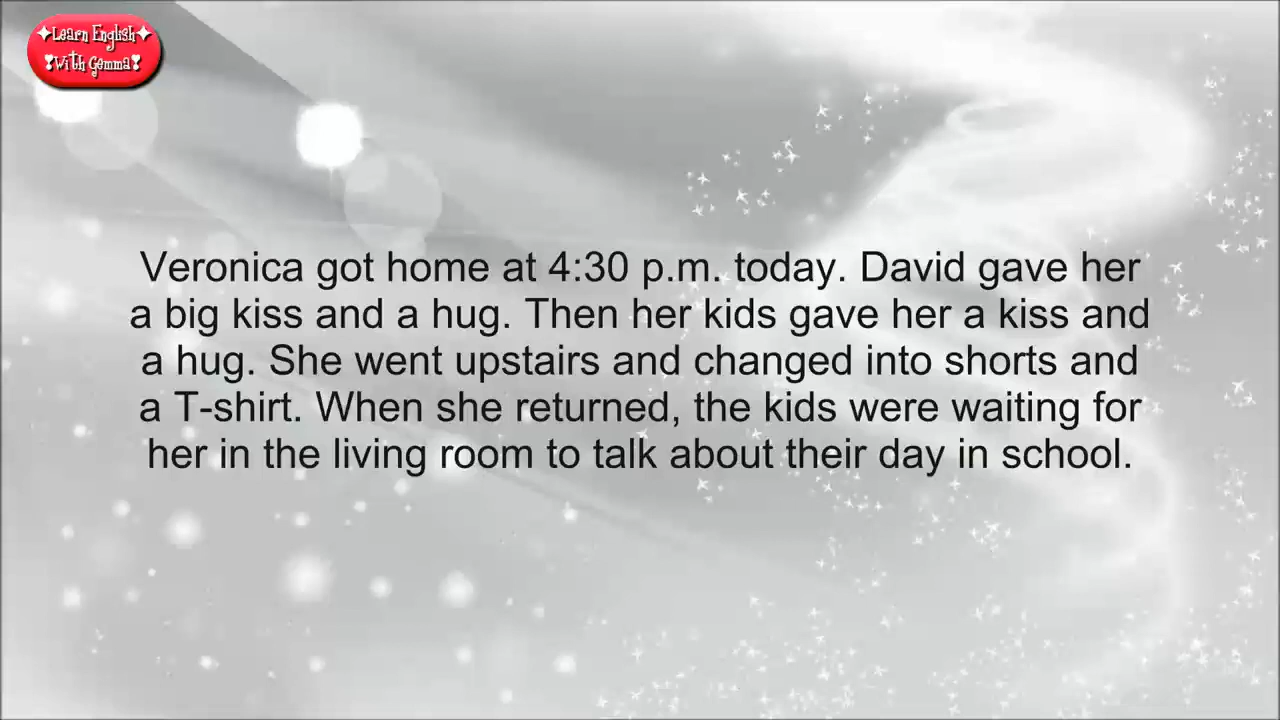 ✦Learn English✦
❣With Gemma❣
Veronica got home at 4:30 p.m. today. David gave her
a big kiss and a hug. Then her kids gave her a kiss and
a hug. She went upstairs and changed into shorts and
a T-shirt. When she returned, the kids were waiting for
her in the living room to talk about their day in school.